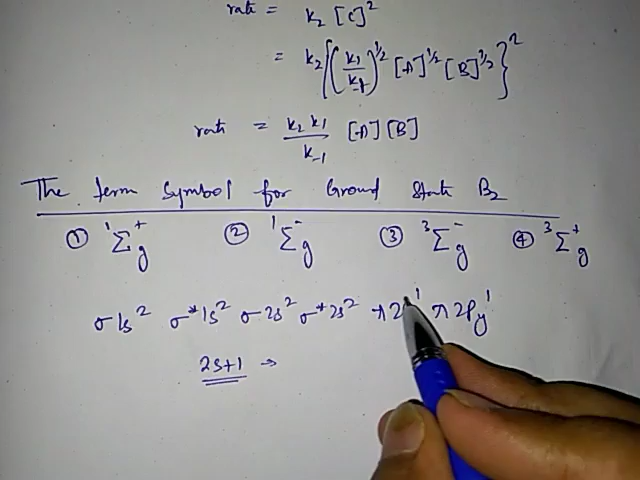 rate = k₂ [C]²
= k₂ {(k₁/k₋₁)^½ [A]^½ [B]^½}²
rate = k₂ k₁/k₋₁ [A][B]
The term Symbol for Ground State B₂
① ¹Σg⁺ ② ¹Σg⁻ ③ ³Σg⁻ ④ ³Σg⁺
σ1s² σ*1s² σ2s² σ*2s² π2 ¹ π2Py¹
2s+1 →